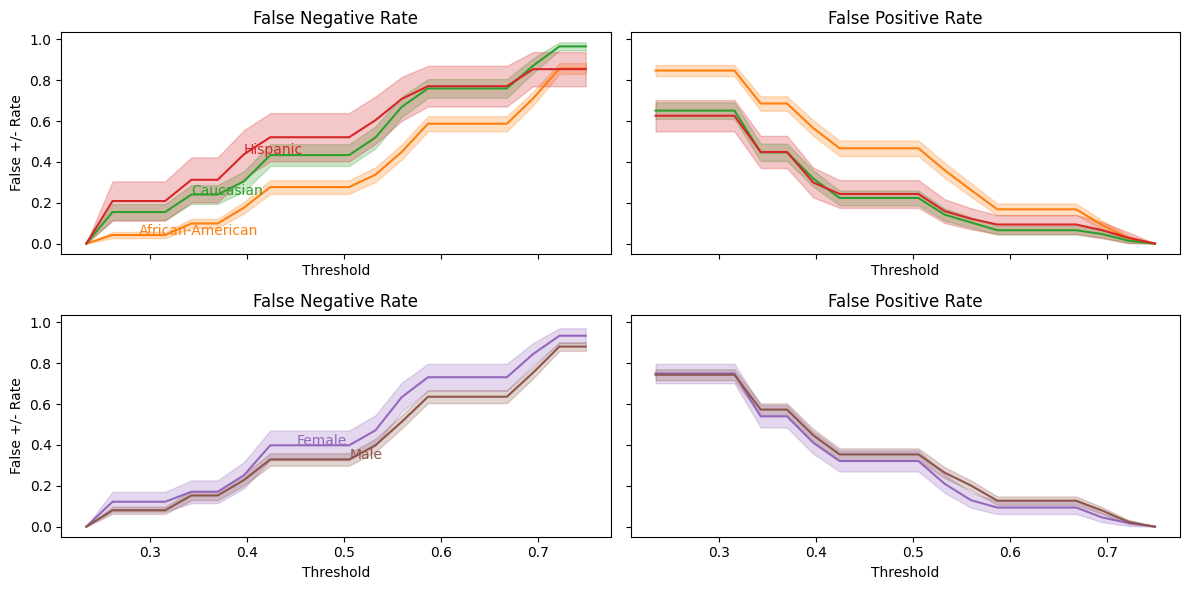 False Negative Rate
False Positive Rate
False +/- Rate
1.0
0.8
0.6
0.4
0.2
0.0
Hispanic
Caucasian
African-American
Threshold
Threshold
False Negative Rate
False Positive Rate
False +/- Rate
1.0
0.8
0.6
0.4
0.2
0.0
Female
Male
0.3 0.4 0.5 0.6 0.7
Threshold
0.3 0.4 0.5 0.6 0.7
Threshold